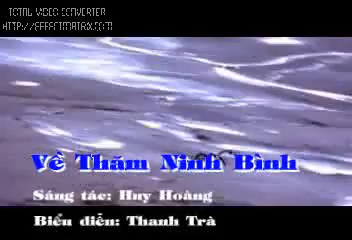 TOTAL VIDEO CONVERTER
HTTP://EFFECTMATRIX.COM
Về Thăm Ninh Bình
Sáng tác: Huy Hoàng
Biểu diễn: Thanh Trà